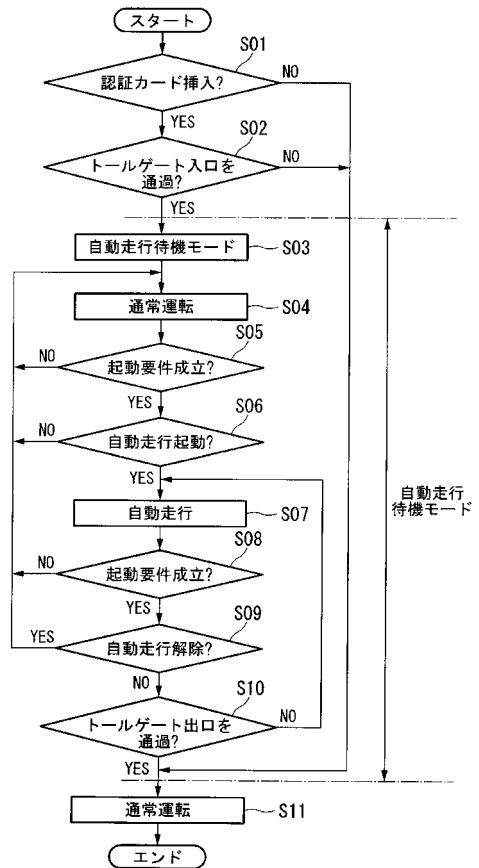 スタート
S01
認証カード挿入?
NO
YES
S02
トールゲート入口を
通過?
NO
YES
自動走行待機モード
S03
通常運転
S04
S05
起動要件成立?
NO
YES
S06
自動走行起動?
NO
YES
自動走行
S07
自動走行
待機モード
S08
起動要件成立?
NO
YES
S09
自動走行解除?
YES
NO
S10
トールゲート出口を
通過?
NO
YES
通常運転
S11
エンド